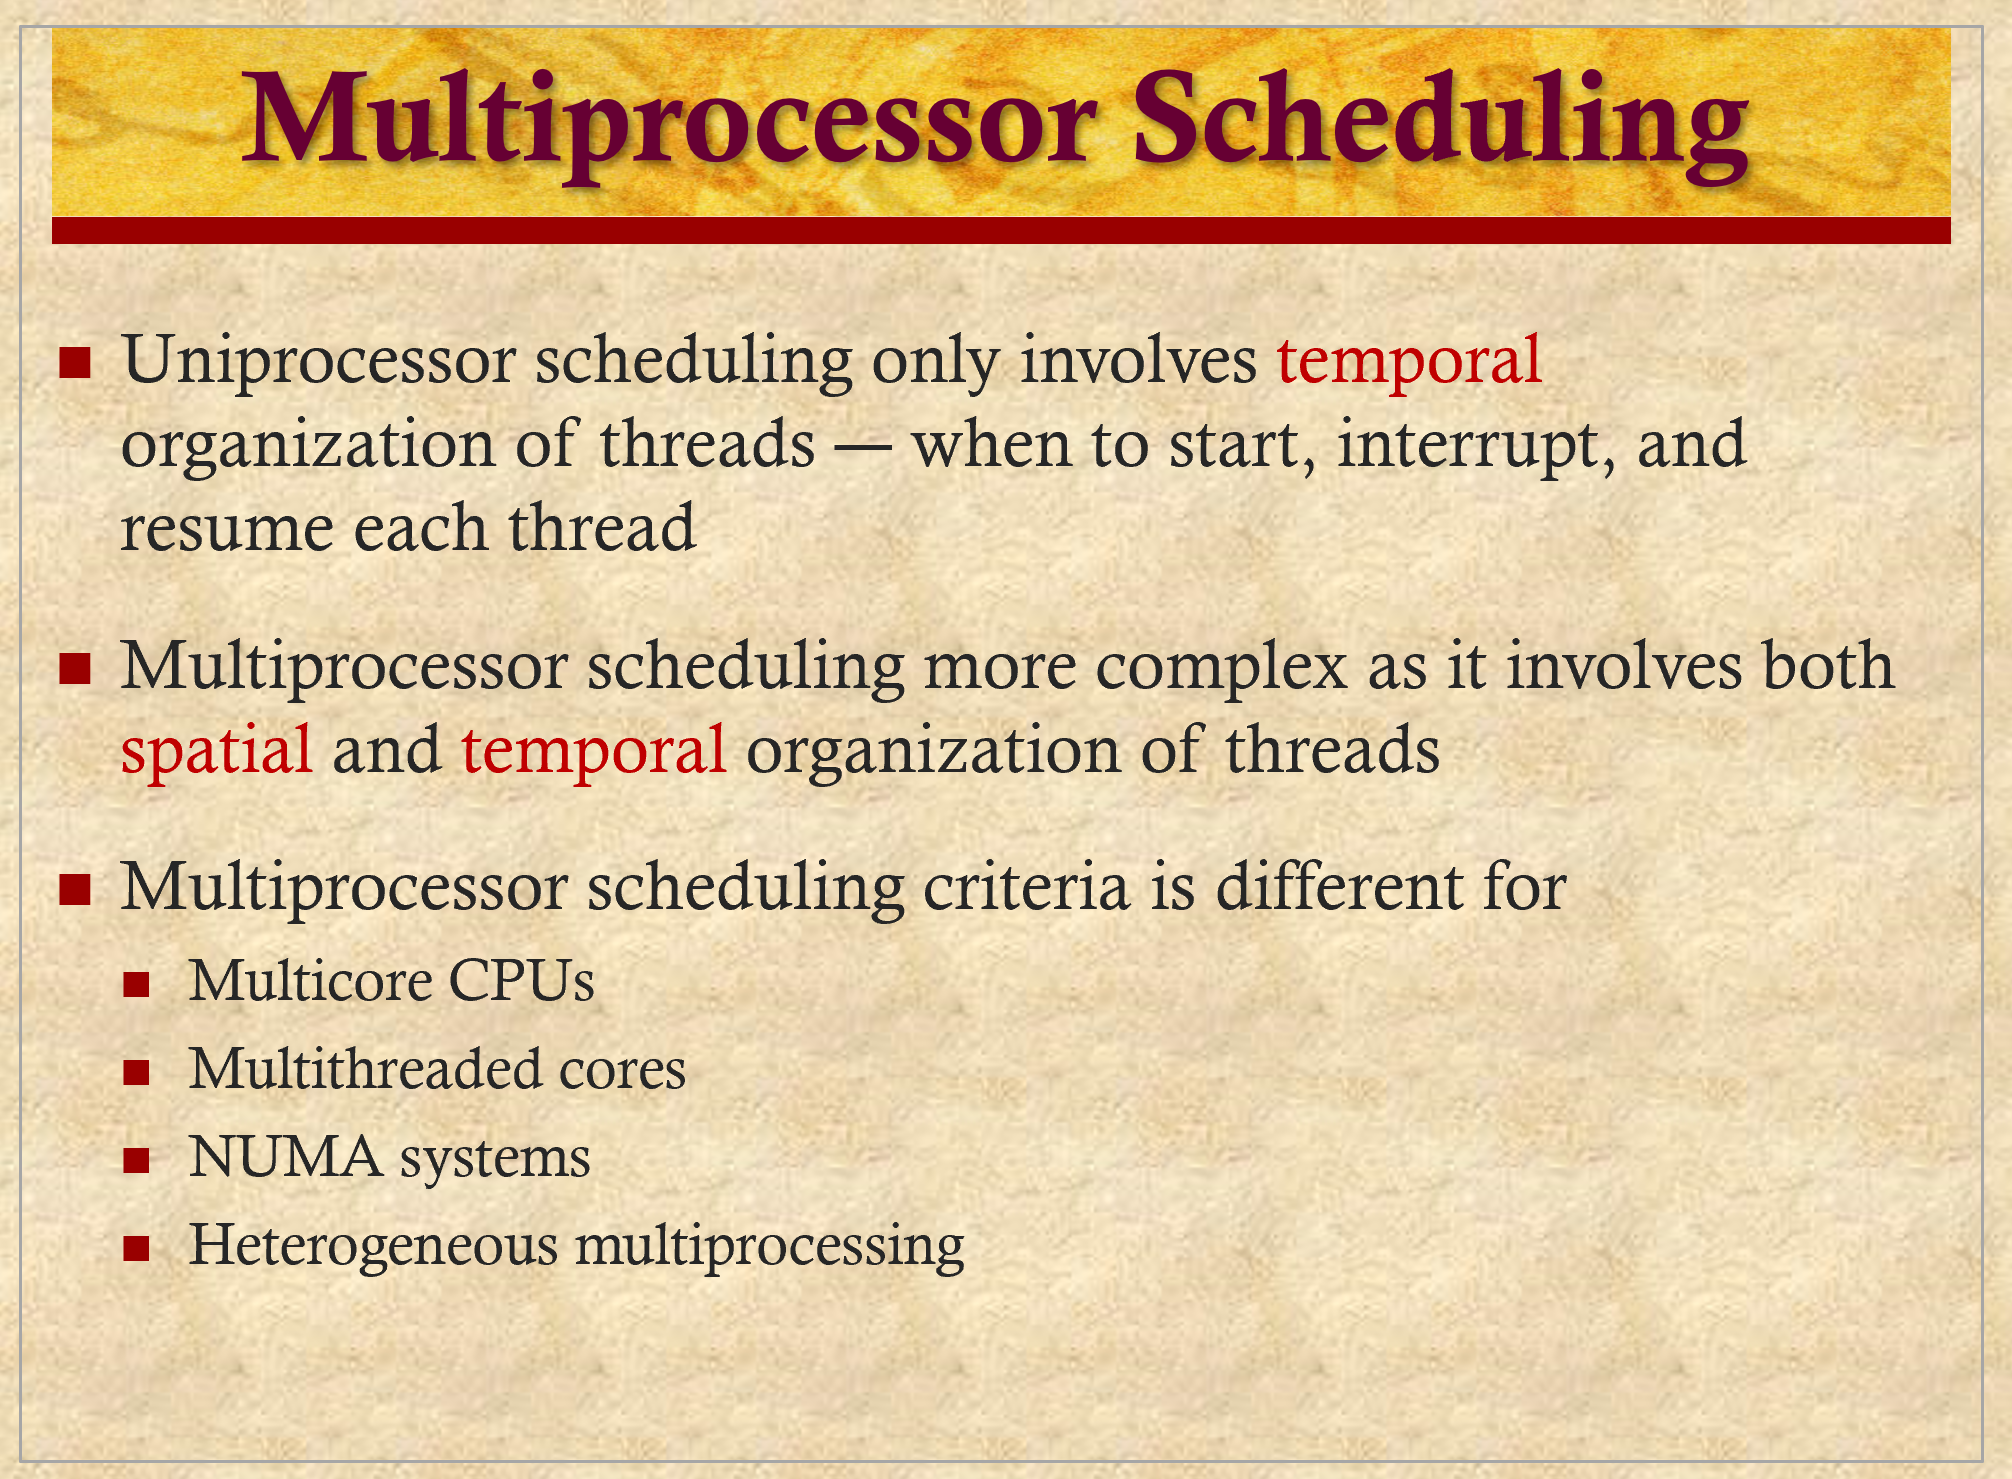 Multiprocessor Scheduling
Uniprocessor scheduling only involves temporal
organization of threads — when to start, interrupt, and
resume each thread
Multiprocessor scheduling more complex as it involves both
spatial and temporal organization of threads
Multiprocessor scheduling criteria is different for
Multicore CPUs
Multithreaded cores
NUMA systems
Heterogeneous multiprocessing